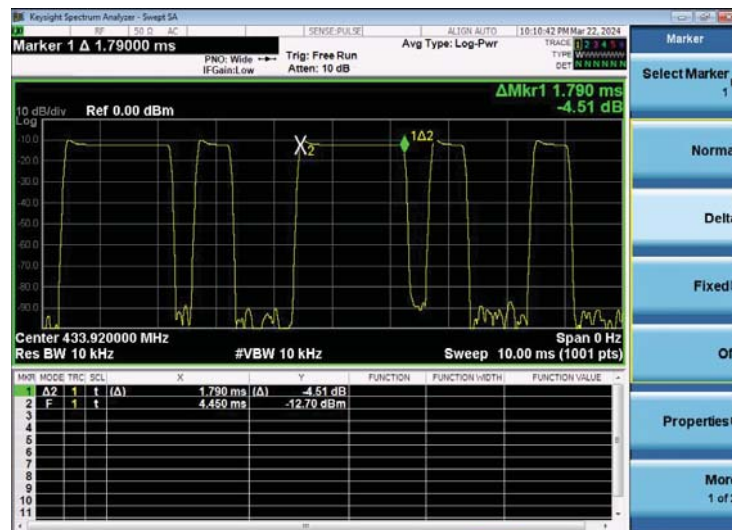 Keysight Spectrum Analyzer - Swept SA
RF 50 Ω AC SENSE:PULSE ALIGN AUTO 10:10:42 PM Mar 22, 2024
Marker 1 Δ 1.79000 ms
PNO: Wide
IFGain:Low
Trig: Free Run
Atten: 10 dB
Avg Type: Log-Pwr
TRACE 1 2 3 4 5 6
TYPE W
DET N N N N N N
ΔMkr1 1.790 ms
-4.51 dB
10 dB/div Ref 0.00 dBm
Log
-10.0
-20.0
-30.0
-40.0
-50.0
-60.0
-70.0
-80.0
-90.0
X2
1Δ2
Center 433.920000 MHz Span 0 Hz
Res BW 10 kHz #VBW 10 kHz Sweep 10.00 ms (1001 pts)
MKR MODE TRC SCL X Y FUNCTION FUNCTION WIDTH FUNCTION VALUE
1 Δ2 1 t (Δ) 1.790 ms (Δ) -4.51 dB
2 F 1 t 4.450 ms -12.70 dBm
3
4
5
6
7
8
9
10
11
Marker
Select Marker
1
Norma
Delta
Fixed
Of
Properties
More
1 of 2